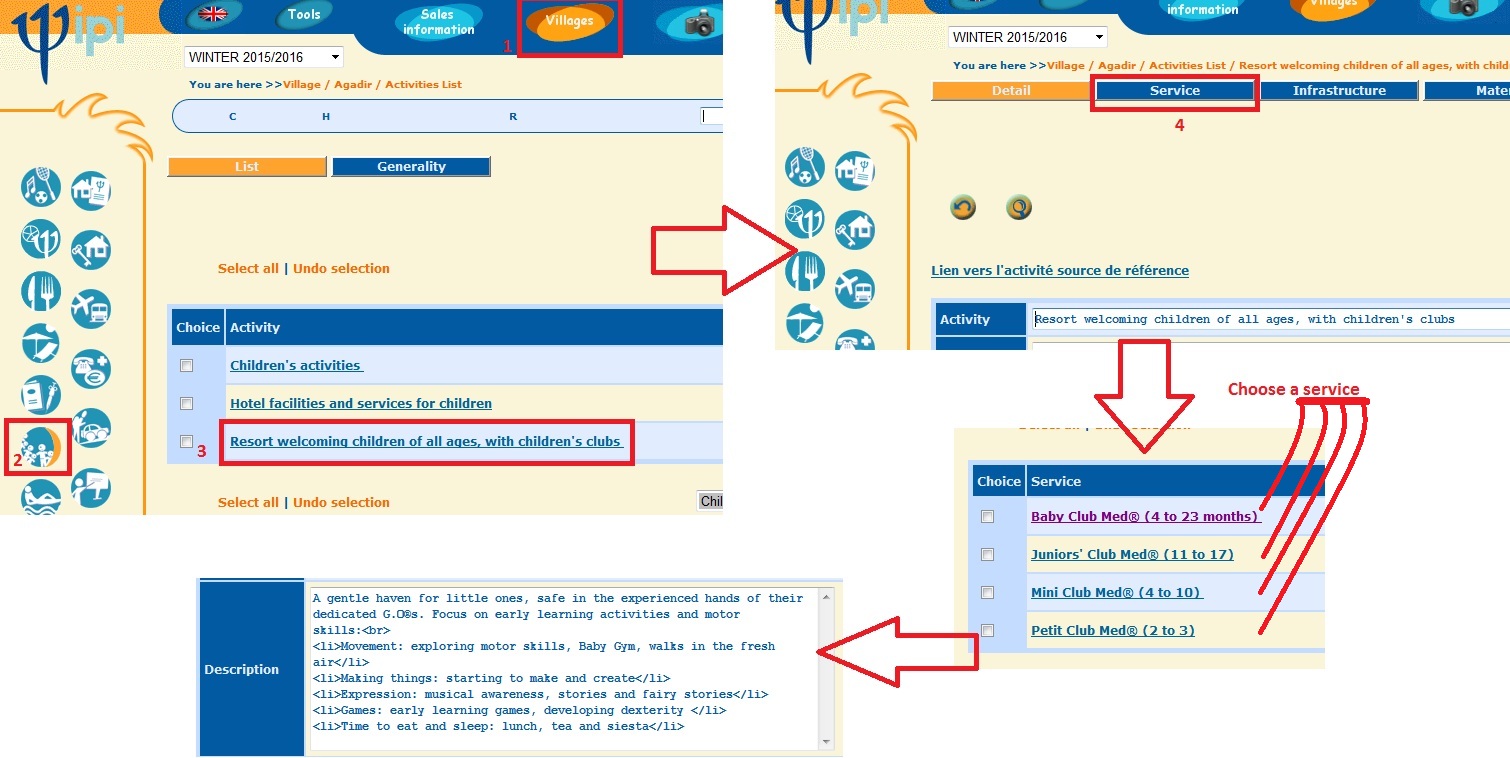 ipi
Tools
Sales
information
Villages
1
WINTER 2015/2016
You are here >>Village / Agadir / Activities List
C H R
List
Generality
Select all | Undo selection
Choice Activity
Children's activities
Hotel facilities and services for children
Resort welcoming children of all ages, with children's clubs
3
2
Select all | Undo selection
Chil
ipi
information
Villages
WINTER 2015/2016
You are here >>Village / Agadir / Activities List / Resort welcoming children of all ages, with child
Detail
Service
Infrastructure
Mate
4
Lien vers l'activité source de référence
Activity
Resort welcoming children of all ages, with children's clubs
Choose a service
Choice Service
Baby Club Med® (4 to 23 months)
Juniors' Club Med® (11 to 17)
Mini Club Med® (4 to 10)
Petit Club Med® (2 to 3)
Description
A gentle haven for little ones, safe in the experienced hands of their
dedicated G.O®s. Focus on early learning activities and motor
skills:<br>
<li>Movement: exploring motor skills, Baby Gym, walks in the fresh
air</li>
<li>Making things: starting to make and create</li>
<li>Expression: musical awareness, stories and fairy stories</li>
<li>Games: early learning games, developing dexterity </li>
<li>Time to eat and sleep: lunch, tea and siesta</li>